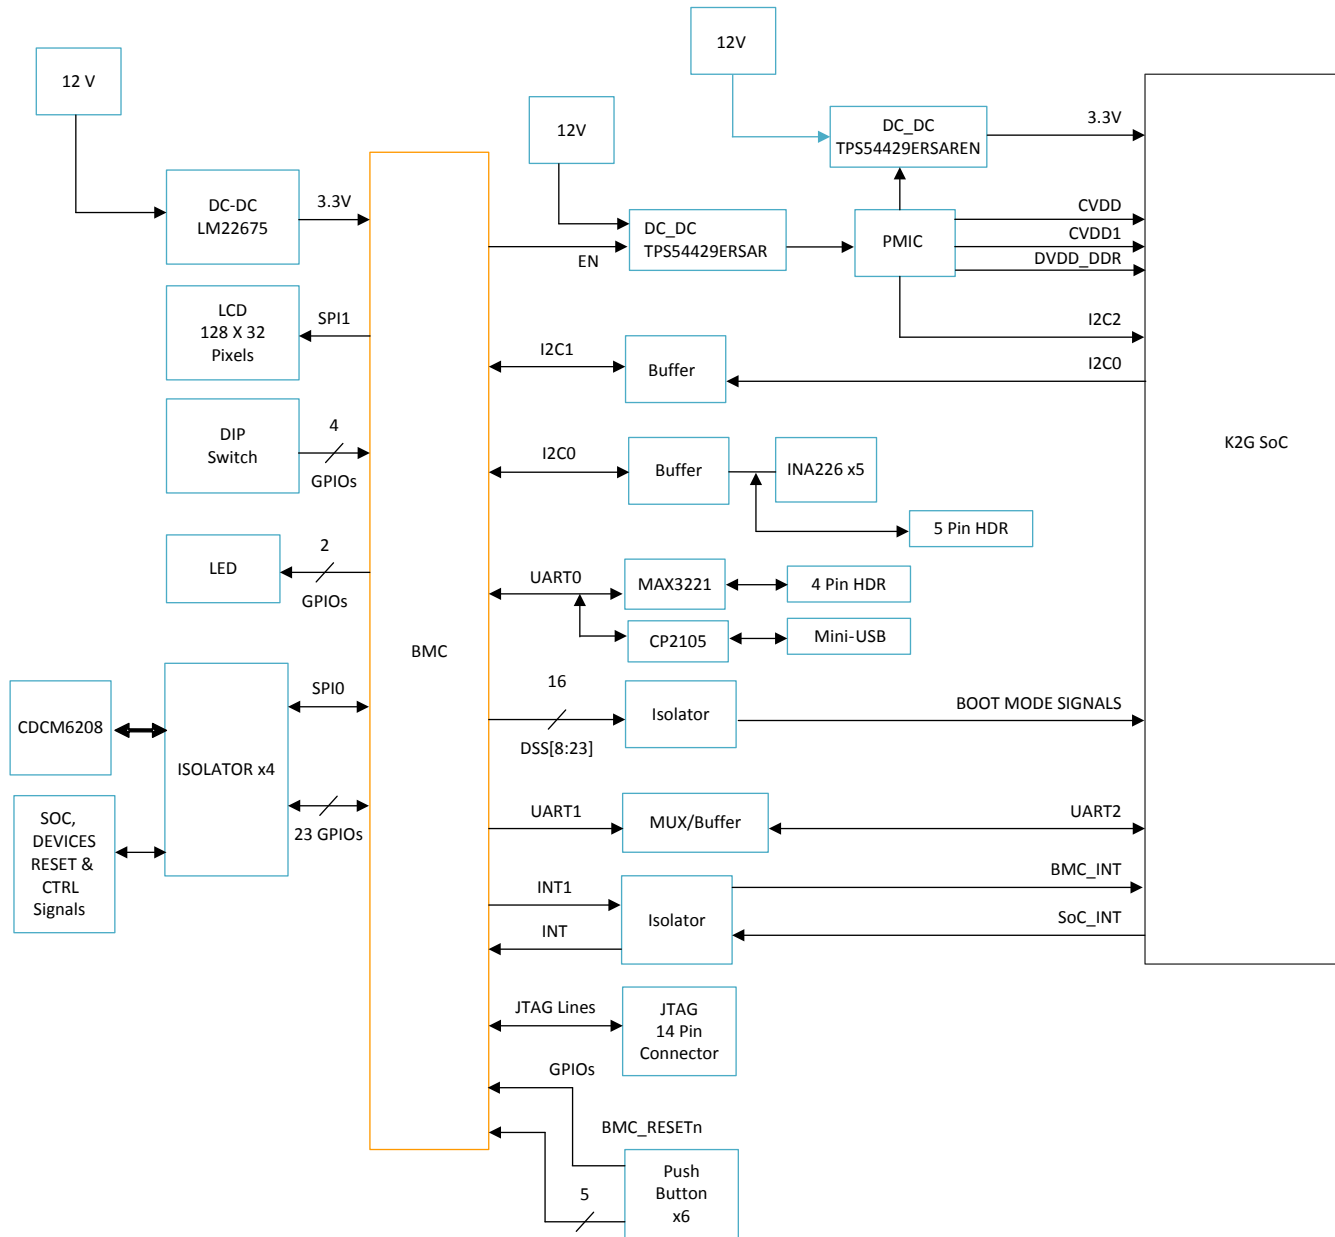 12V
12 V
12V
DC_DC
TPS54429ERSAREN
3.3V
DC-DC
LM22675
3.3V
DC_DC
TPS54429ERSAR
EN
PMIC
CVDD
CVDD1
DVDD_DDR
I2C2
LCD
128 X 32
Pixels
SPI1
I2C1
Buffer
I2C0
DIP
Switch
4
GPIOs
I2C0
Buffer
INA226 x5
5 Pin HDR
K2G SoC
LED
2
GPIOs
UART0
MAX3221
4 Pin HDR
CP2105
Mini-USB
BMC
CDCM6208
ISOLATOR x4
SPI0
23 GPIOs
SOC,
DEVICES
RESET &
CTRL
Signals
16
DSS[8:23]
Isolator
BOOT MODE SIGNALS
UART1
MUX/Buffer
UART2
INT1
INT
Isolator
BMC_INT
SoC_INT
JTAG Lines
JTAG
14 Pin
Connector
GPIOs
BMC_RESETn
5
Push
Button
x6